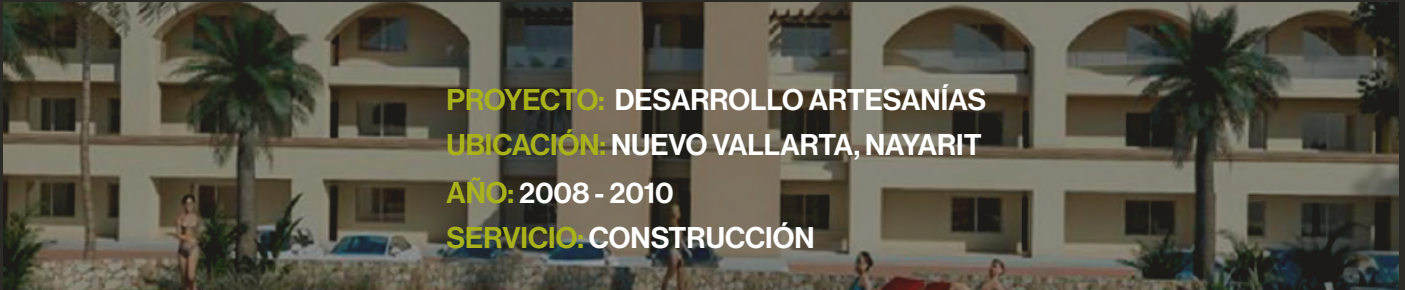 PROYECTO: DESARROLLO ARTESANÍAS
UBICACIÓN: NUEVO VALLARTA, NAYARIT
AÑO: 2008 - 2010
SERVICIO: CONSTRUCCIÓN